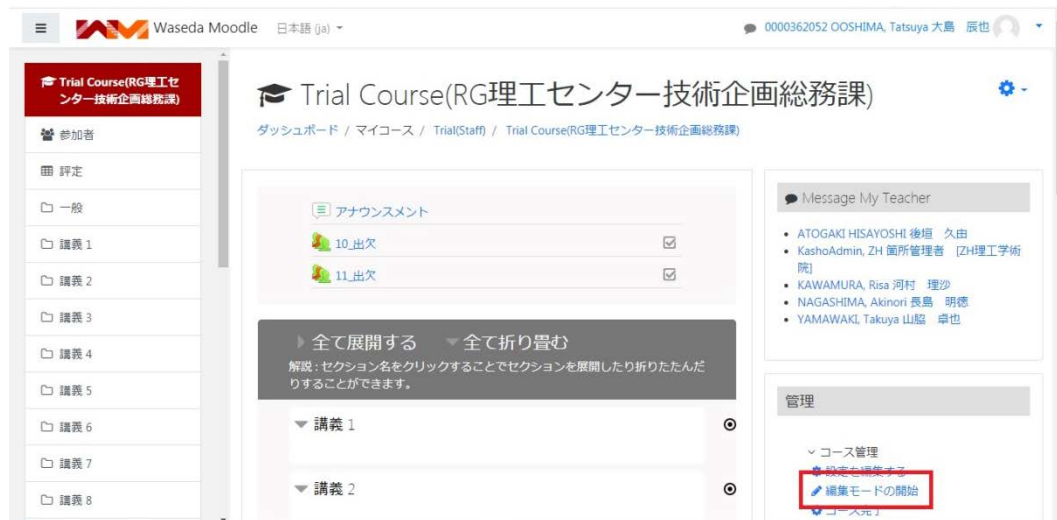 Waseda Moodle 日本語 (ja)
0000362052 OOSHIMA, Tatsuya 大島 辰也
Trial Course(RG理工セ
ンター技術企画総務課)
参加者
評定
一般
講義 1
講義 2
講義 3
講義 4
講義 5
講義 6
講義 7
講義 8
Trial Course(RG理工センター技術企画総務課)
ダッシュボード / マイコース / Trial(Staff) / Trial Course(RG理工センター技術企画総務課)
アナウンスメント
10_出欠
11_出欠
全て展開する 全て折り畳む
解説 : セクション名をクリックすることでセクションを展開したり折りたたんだ
りすることができます。
講義 1
講義 2
Message My Teacher
ATOGAKI HISAYOSHI 後垣 久由
KashoAdmin, ZH 箇所管理者 [ZH理工学術
院]
KAWAMURA, Risa 河村 理沙
NAGASHIMA, Akinori 長島 明徳
YAMAWAKI, Takuya 山脇 卓也
管理
コース管理
設定を編集する
編集モードの開始
コース完了